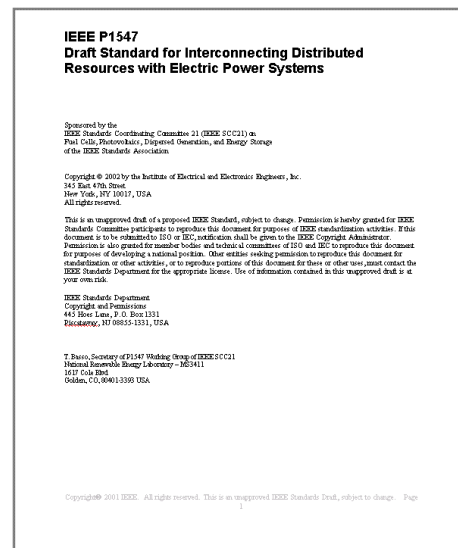 IEEE P1547
Draft Standard for Interconnecting Distributed
Resources with Electric Power Systems
Sponsored by the
IEEE Standards Coordinating Committee 21 (IEEE SCC21) on
Fuel Cells, Photovoltaics, Dispersed Generation, and Energy Storage
of the IEEE Standards Association
Copyright © 2002 by the Institute of Electrical and Electronics Engineers, Inc.
345 East 47th Street
New York, NY 10017, USA
All rights reserved.
This is an unapproved draft of a proposed IEEE Standard, subject to change. Permission is hereby granted for IEEE
Standards Committee participants to reproduce this document for purposes of IEEE standardization activities. If this
document is to be submitted to ISO or IEC, notification shall be given to the IEEE Copyright Administrator.
Permission is also granted for member bodies and technical committees of ISO and IEC to reproduce this document
for purposes of developing a national position. Other entities seeking permission to reproduce this document for
standardization or other activities, or to reproduce portions of this document for these or other uses, must contact the
IEEE Standards Department for the appropriate license. Use of information contained in this unapproved draft is at
your own risk.
IEEE Standards Department
Copyright and Permissions
445 Hoes Lane, P.O. Box 1331
Piscataway, NJ 08855-1331, USA
T. Basso, Secretary of P1547 Working Group of IEEE SCC21
National Renewable Energy Laboratory – MS3411
1617 Cole Blvd
Golden, CO, 80401-3393 USA
Copyright© 2001 IEEE. All rights reserved. This is an unapproved IEEE Standards Draft, subject to change. Page
1